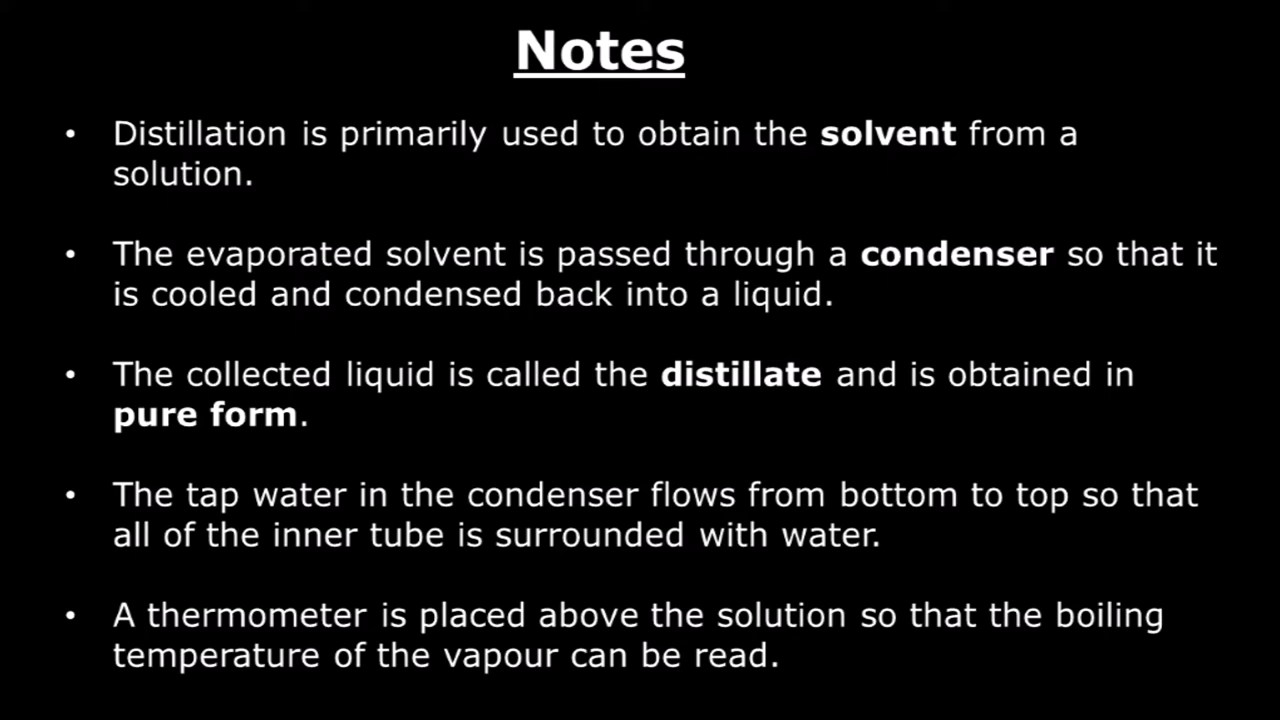 Notes
• Distillation is primarily used to obtain the solvent from a
solution.
• The evaporated solvent is passed through a condenser so that it
is cooled and condensed back into a liquid.
• The collected liquid is called the distillate and is obtained in
pure form.
• The tap water in the condenser flows from bottom to top so that
all of the inner tube is surrounded with water.
• A thermometer is placed above the solution so that the boiling
temperature of the vapour can be read.